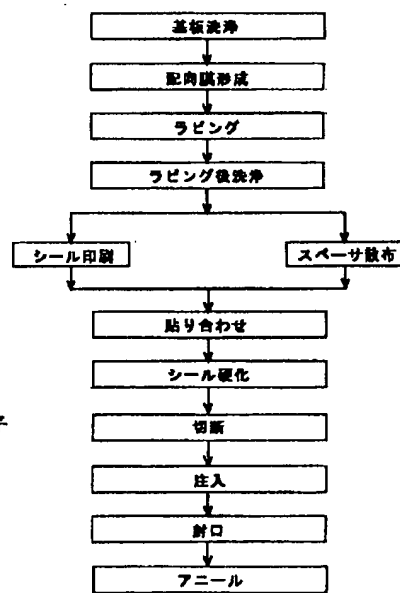 基板洗浄
配向膜形成
ラビング
ラビング後洗浄
シール印刷
スペーサ散布
貼り合わせ
シール硬化
切断
注入
封口
アニール